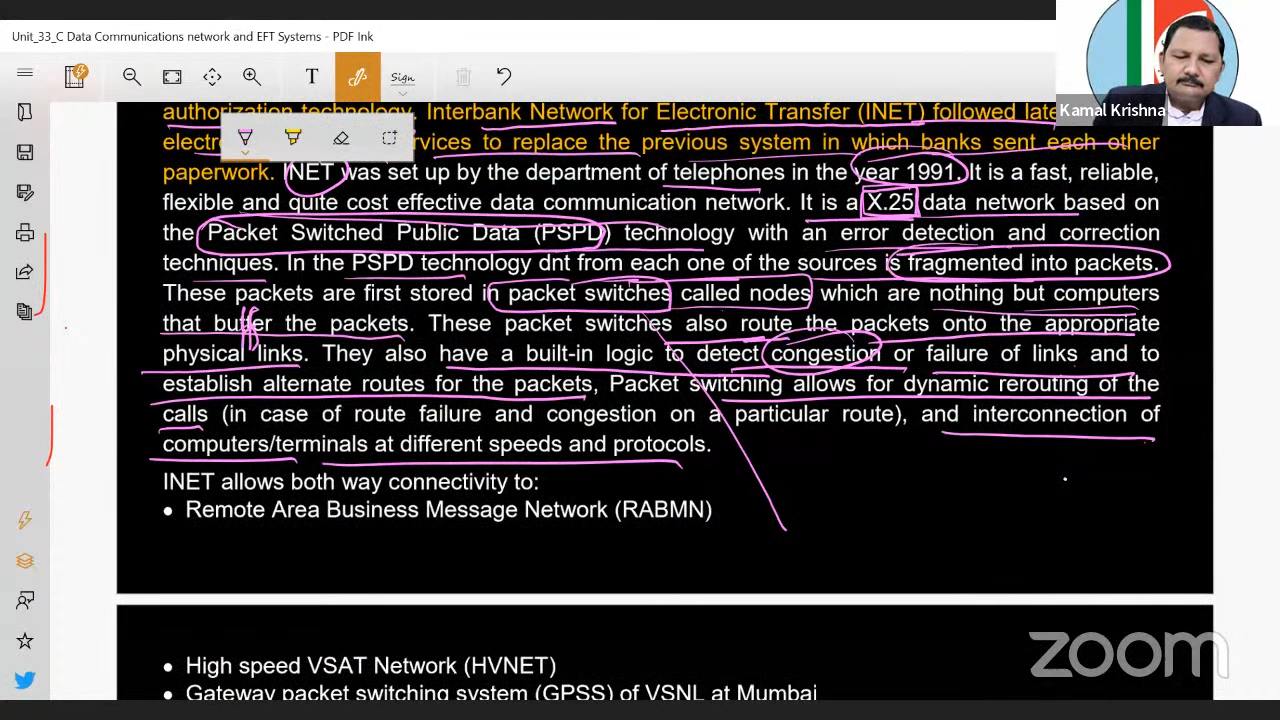 Unit_33_C Data Communications network and EFT Systems - PDF Ink
T
Sign
Kamal Krishna
authorization technology. Interbank Network for Electronic Transfer (INET) followed
services to replace the previous system in which banks sent each other
paperwork. INET was set up by the department of telephones in the year 1991. It is a fast, reliable,
flexible and quite cost effective data communication network. It is a X.25 data network based on
the Packet Switched Public Data (PSPD) technology with an error detection and correction
techniques. In the PSPD technology dnt from each one of the sources is fragmented into packets.
These packets are first stored in packet switches called nodes which are nothing but computers
that buffer the packets. These packet switches also route the packets onto the appropriate
physical links. They also have a built-in logic to detect congestion or failure of links and to
establish alternate routes for the packets, Packet switching allows for dynamic rerouting of the
calls (in case of route failure and congestion on a particular route), and interconnection of
computers/terminals at different speeds and protocols.
INET allows both way connectivity to:
• Remote Area Business Message Network (RABMN)
• High speed VSAT Network (HVNET)
• Gateway packet switching system (GPSS) of VSNL at Mumbai
zoom